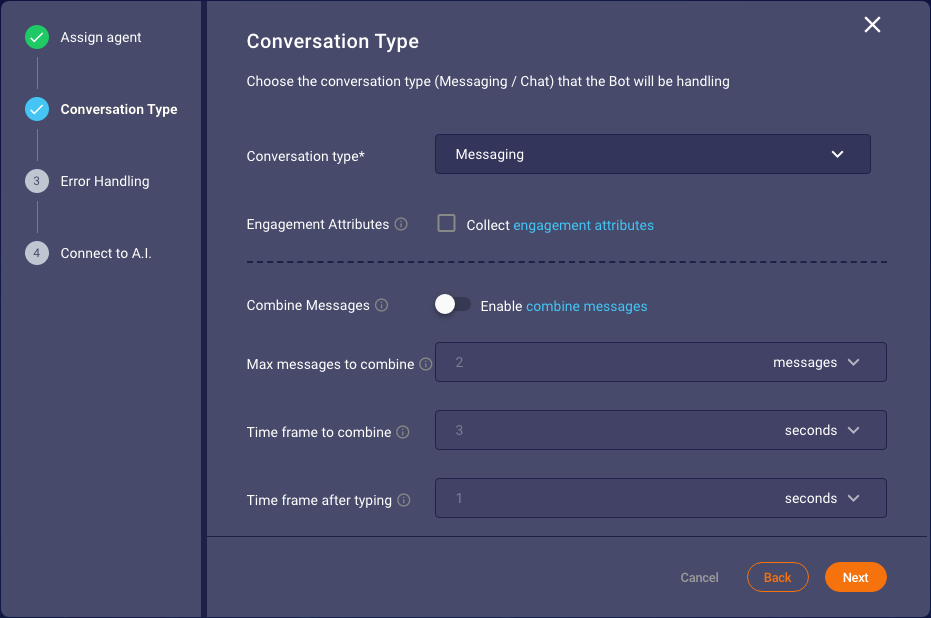 Assign agent
Conversation Type
3 Error Handling
4 Connect to A.I.
Conversation Type
Choose the conversation type (Messaging / Chat) that the Bot will be handling
Conversation type* Messaging
Engagement Attributes Collect engagement attributes
Combine Messages Enable combine messages
Max messages to combine 2 messages
Time frame to combine 3 seconds
Time frame after typing 1 seconds
Cancel Back Next